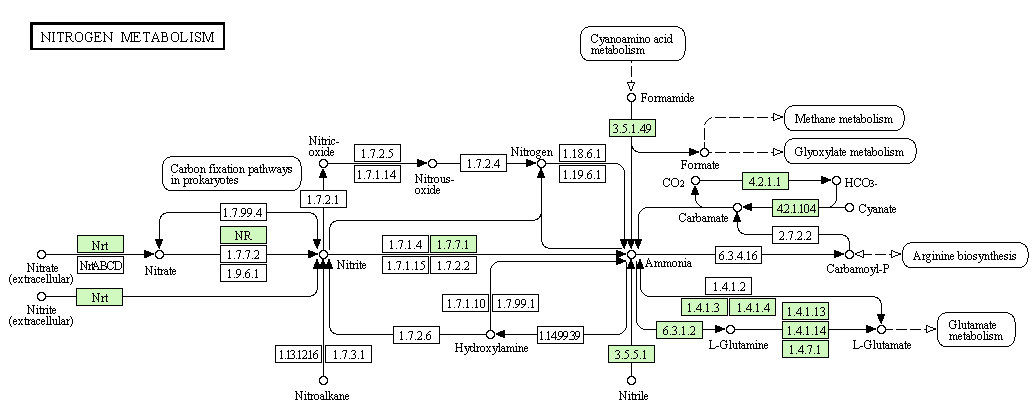 NITROGEN METABOLISM
Cyanoamino acid
metabolism
Formamide
3.5.1.49
Methane metabolism
Glyoxylate metabolism
Formate
Nitric-
oxide
1.7.2.5
1.7.1.14
Nitrous-
oxide
1.7.2.4
Nitrogen
1.18.6.1
1.19.6.1
Carbon fixation pathways
in prokaryotes
1.7.2.1
CO2
4.2.1.1
HCO3-
Carbamate
4.2.1.104
Cyanate
1.7.99.4
2.7.2.2
Nrt
NrtABCD
Nitrate
(extracellular)
Nitrate
NR
1.7.7.2
1.9.6.1
Nitrite
1.7.1.4
1.7.7.1
1.7.1.15
1.7.2.2
Ammonia
6.3.4.16
Carbamoyl-P
Arginine biosynthesis
Nrt
Nitrite
(extracellular)
1.7.1.10
1.7.99.1
1.4.1.2
1.4.1.3
1.4.1.4
1.4.1.13
1.4.1.14
1.4.7.1
6.3.1.2
L-Glutamine
L-Glutamate
Glutamate
metabolism
1.7.2.6
Hydroxylamine
1.14.99.39
1.13.12.16
1.7.3.1
3.5.5.1
Nitroalkane
Nitrile